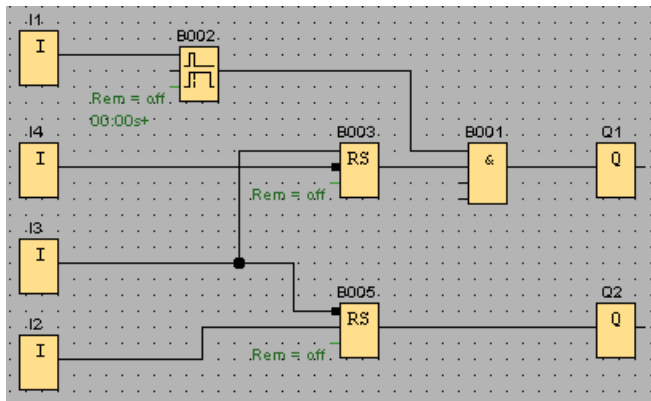 I1
I
B002
Rem = off
00:00s+
I4
I
B003
RS
Rem = off
B001
&
Q1
Q
I3
I
B005
RS
Rem = off
Q2
Q
I2
I